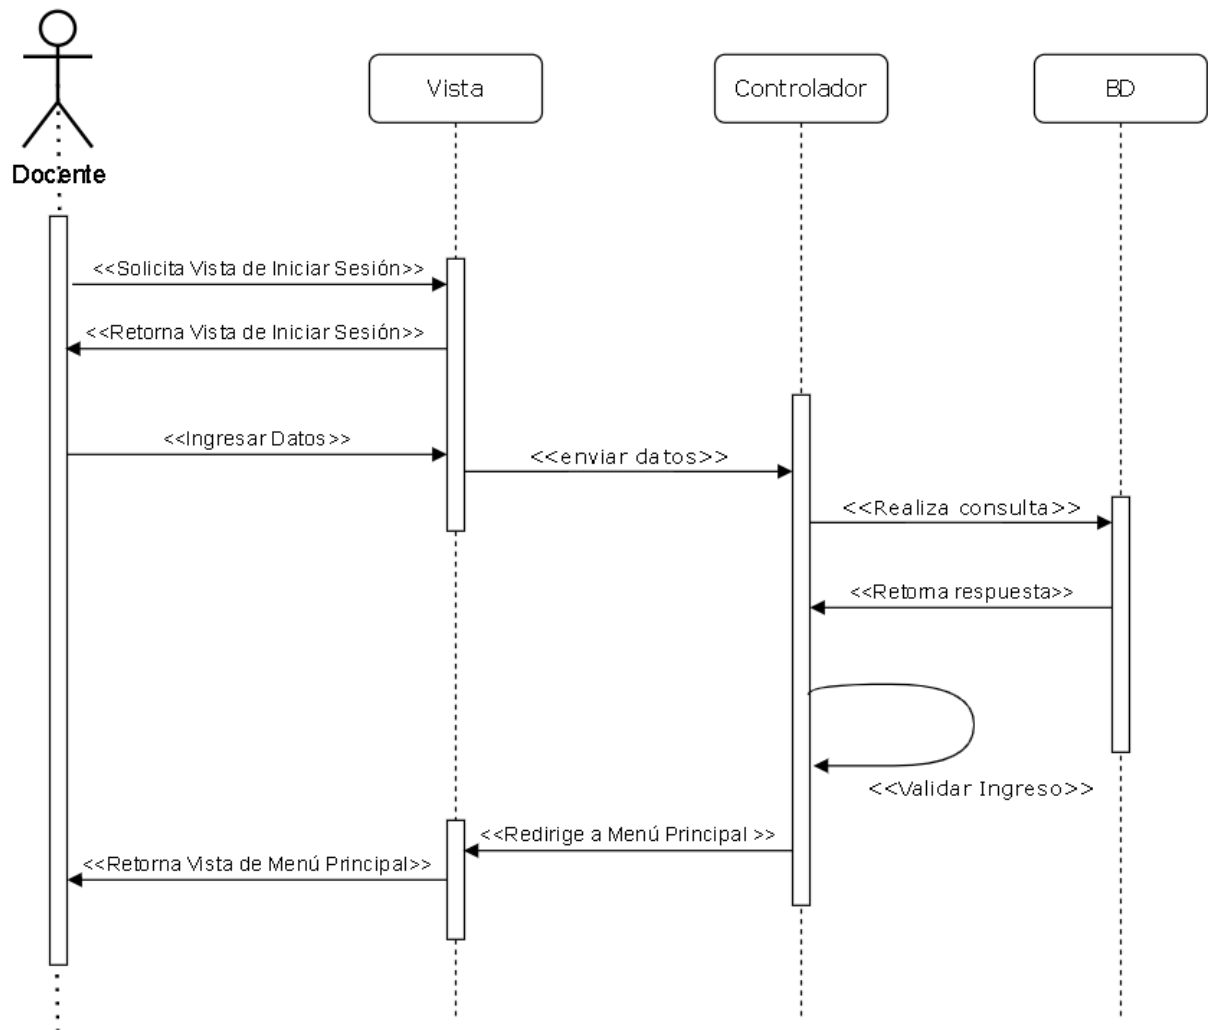 Vista
Controlador
BD
Docente
<<Solicita Vista de Iniciar Sesión>>
<<Retorna Vista de Iniciar Sesión>>
<<Ingresar Datos>>
<<enviar datos>>
<<Realiza consulta>>
<<Retorna respuesta>>
<<Validar Ingreso>>
<<Redirige a Menú Principal >>
<<Retorna Vista de Menú Principal>>